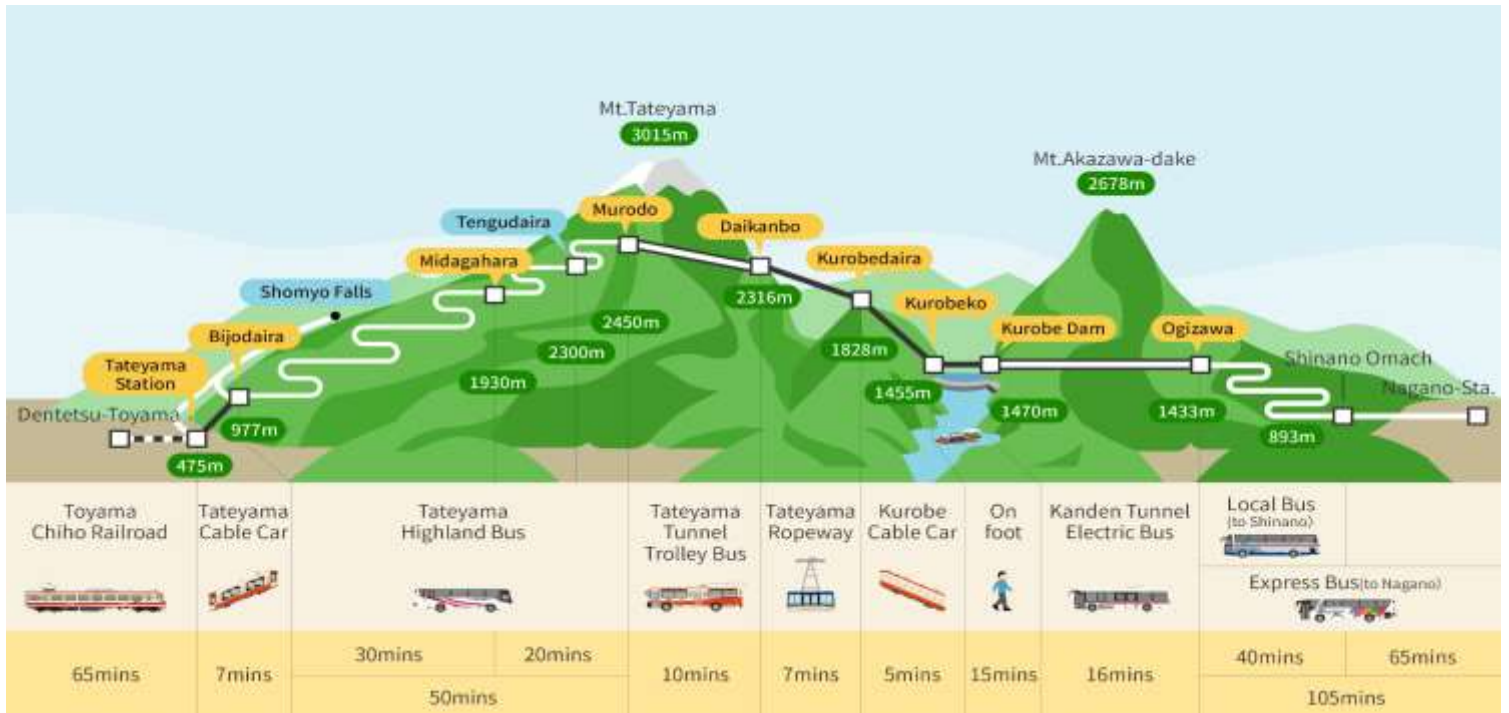 Mt.Tateyama
3015m
Mt.Akazawa-dake
2678m
Tengudaira
Murodo
Daikanbo
Midagahara
Kurobedaira
Shomyo Falls
Kurobeko
Bijodaira
Kurobe Dam
Ogizawa
Tateyama
Station
Shinano Omach
Nagano-Sta.
Dentetsu-Toyama
2316m
2450m
2300m
1828m
1930m
1455m
1470m
1433m
977m
893m
475m
Toyama
Chiho Railroad
Tateyama
Cable Car
Tateyama
Highland Bus
Tateyama
Tunnel
Trolley Bus
Tateyama
Ropeway
Kurobe
Cable Car
On
foot
Kanden Tunnel
Electric Bus
Local Bus
(to Shinano)
Express Bus(to Nagano)
65mins
7mins
30mins
20mins
50mins
10mins
7mins
5mins
15mins
16mins
40mins
65mins
105mins